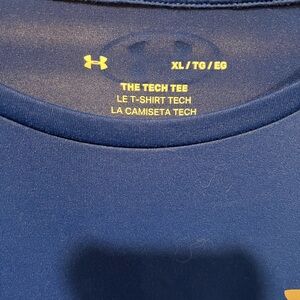 XL / TG / EG
THE TECH TEE
LE T-SHIRT TECH
LA CAMISETA TECH